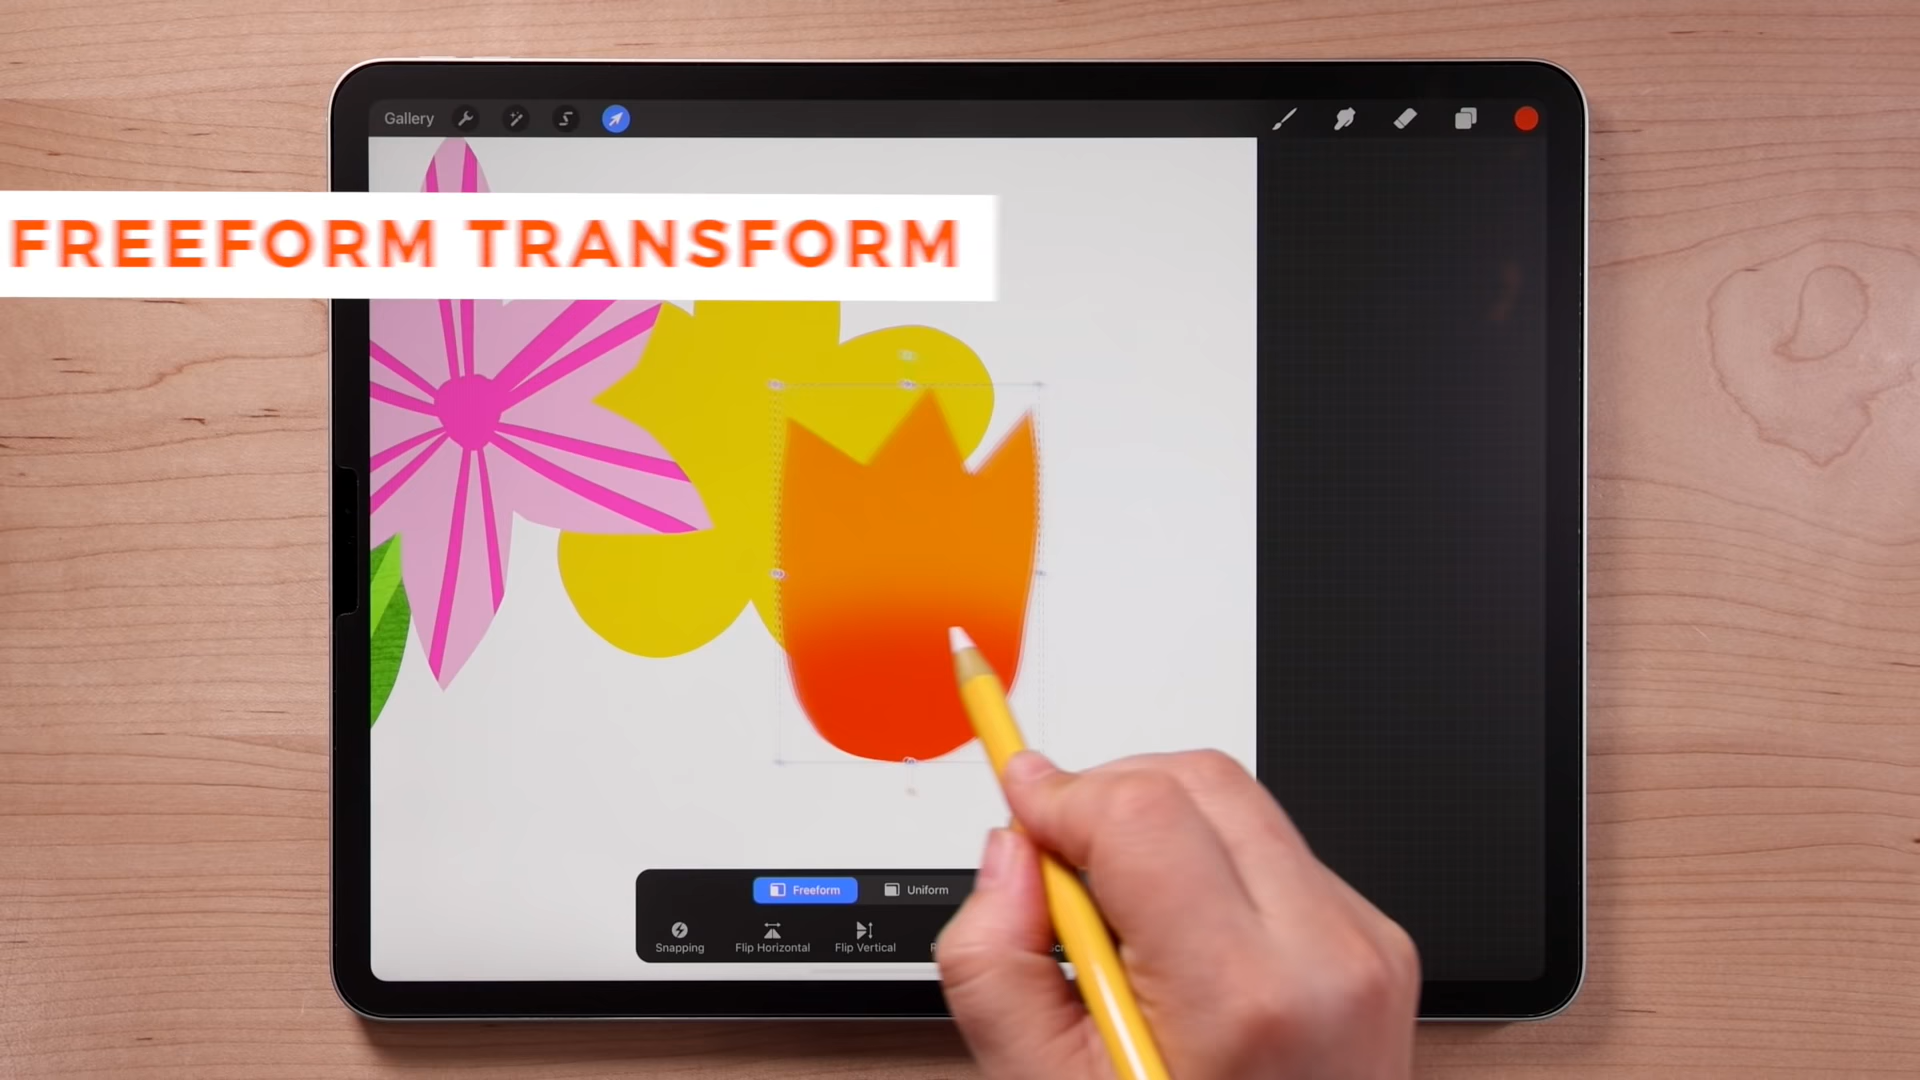 Gallery
FREEFORM TRANSFORM
Freeform
Uniform
Snapping
Flip Horizontal
Flip Vertical